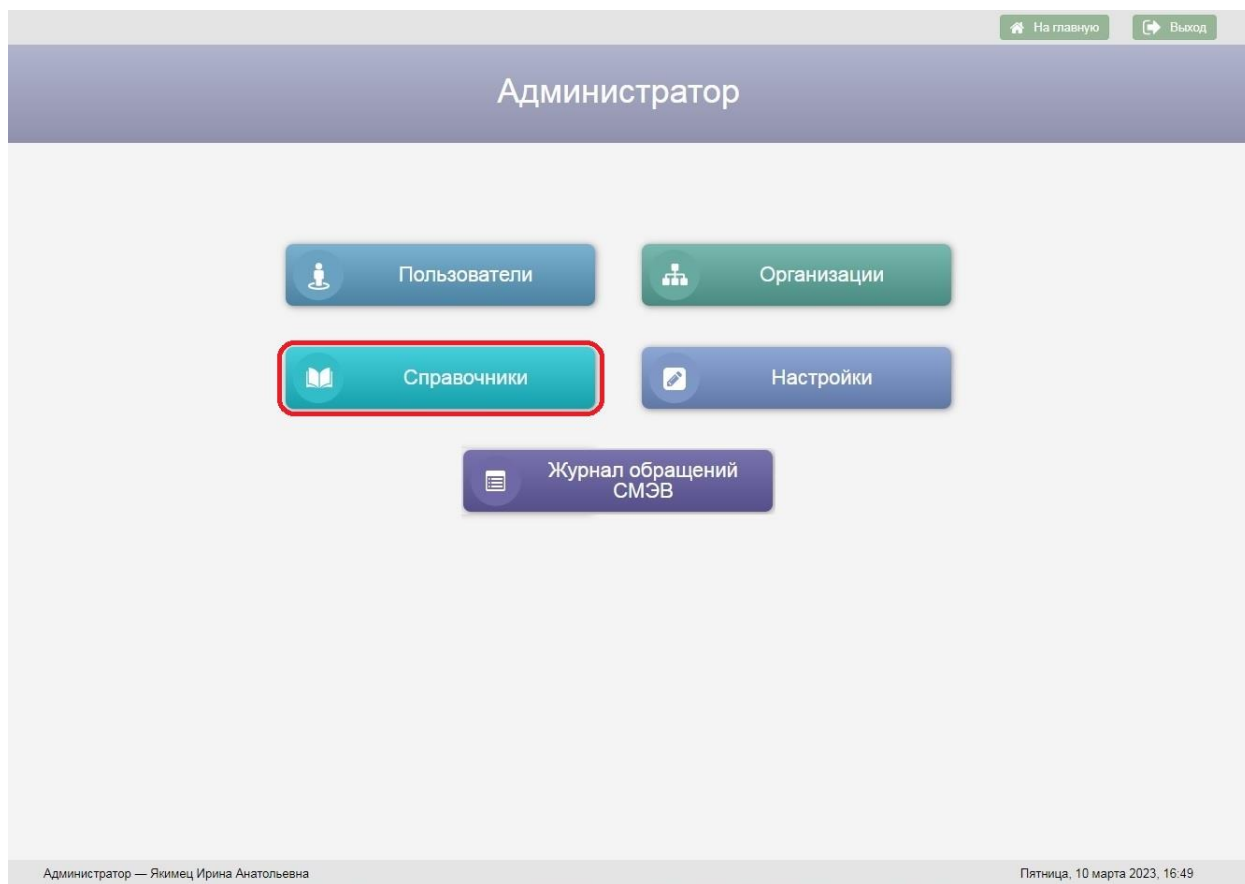 На главную
Выход
Администратор
Пользователи
Организации
Справочники
Настройки
Журнал обращений
СМЭВ
Администратор — Якимец Ирина Анатольевна
Пятница, 10 марта 2023, 16:49